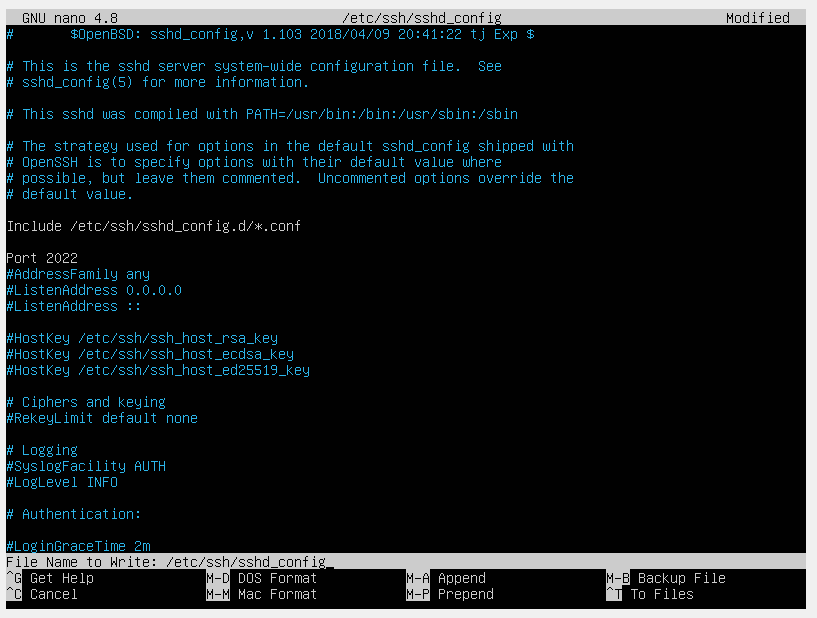 GNU nano 4.8 /etc/ssh/sshd_config Modified
# $OpenBSD: sshd_config,v 1.103 2018/04/09 20:41:22 tj Exp $
# This is the sshd server system-wide configuration file. See
# sshd_config(5) for more information.
# This sshd was compiled with PATH=/usr/bin:/bin:/usr/sbin:/sbin
# The strategy used for options in the default sshd_config shipped with
# OpenSSH is to specify options with their default value where
# possible, but leave them commented. Uncommented options override the
# default value.
Include /etc/ssh/sshd_config.d/*.conf
Port 2022
#AddressFamily any
#ListenAddress 0.0.0.0
#ListenAddress ::
#HostKey /etc/ssh/ssh_host_rsa_key
#HostKey /etc/ssh/ssh_host_ecdsa_key
#HostKey /etc/ssh/ssh_host_ed25519_key
# Ciphers and keying
#RekeyLimit default none
# Logging
#SyslogFacility AUTH
#LogLevel INFO
# Authentication:
#LoginGraceTime 2m
File Name to Write: /etc/ssh/sshd_config_
^G Get Help M-D DOS Format M-A Append M-B Backup File
^C Cancel M-M Mac Format M-P Prepend ^T To Files